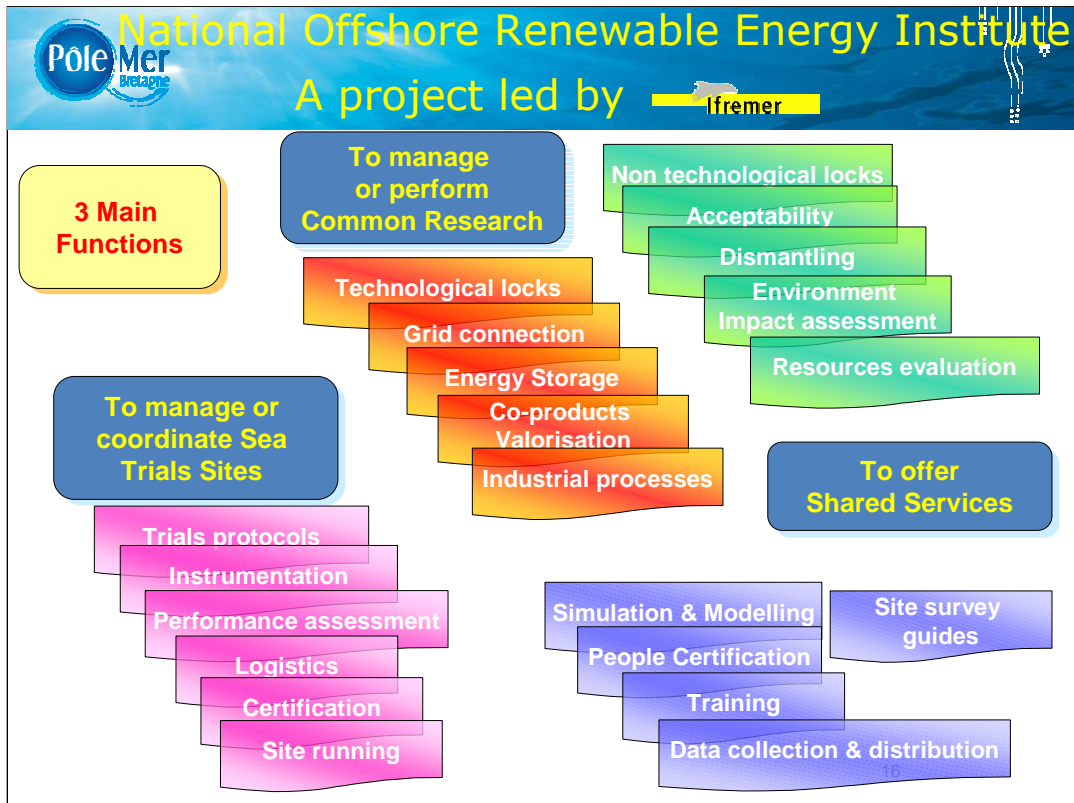 National Offshore Renewable Energy Institute
Pôle Mer
Bretagne
A project led by
Ifremer
3 Main
Functions
To manage
or perform
Common Research
Non technological locks
Acceptability
Dismantling
Environment
Impact assessment
Resources evaluation
Technological locks
Grid connection
Energy Storage
Co-products
Valorisation
Industrial processes
To manage or
coordinate Sea
Trials Sites
Trials protocols
Instrumentation
Performance assessment
Logistics
Certification
Site running
To offer
Shared Services
Simulation & Modelling
People Certification
Training
Data collection & distribution
Site survey
guides
16